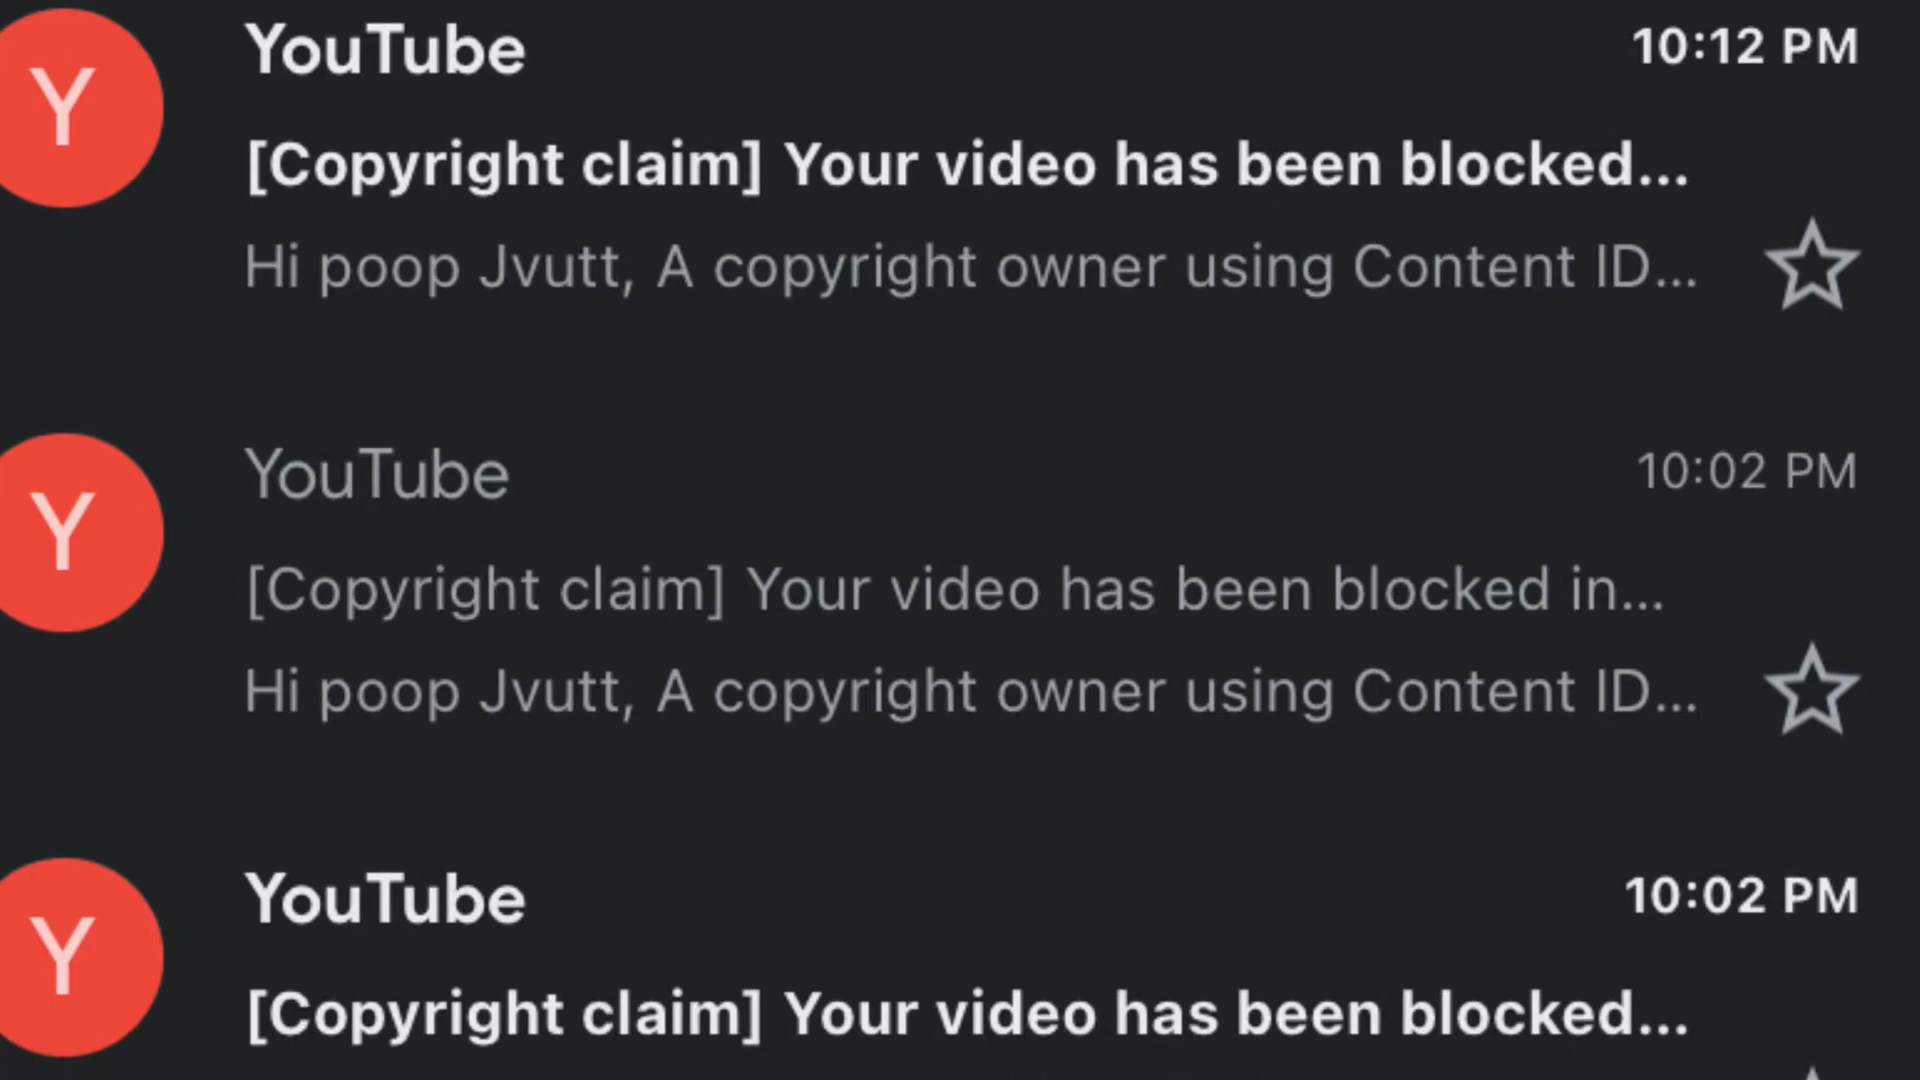 YouTube
10:12 PM
[Copyright claim] Your video has been blocked...
Hi poop Jvutt, A copyright owner using Content ID...
Y
YouTube
10:02 PM
[Copyright claim] Your video has been blocked in...
Hi poop Jvutt, A copyright owner using Content ID...
Y
YouTube
10:02 PM
[Copyright claim] Your video has been blocked...
Y